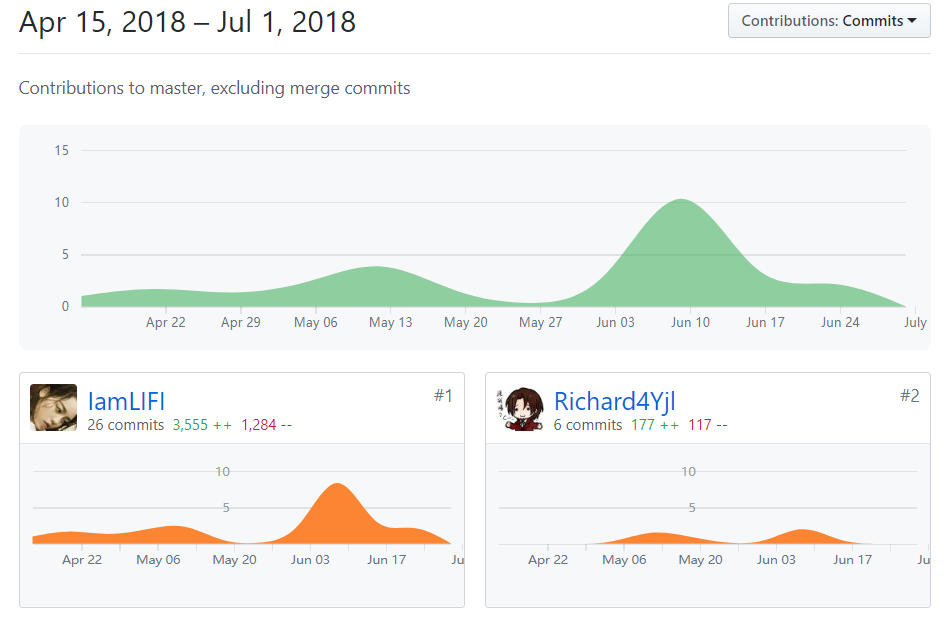 Apr 15, 2018 – Jul 1, 2018
Contributions: Commits
Contributions to master, excluding merge commits
15
10
5
0
Apr 22 Apr 29 May 06 May 13 May 20 May 27 Jun 03 Jun 10 Jun 17 Jun 24 July
IamLIFI
#1
26 commits 3,555 ++ 1,284 --
10
5
Apr 22 May 06 May 20 Jun 03 Jun 17 Ju
Richard4Yjl
#2
6 commits 177 ++ 117 --
10
5
Apr 22 May 06 May 20 Jun 03 Jun 17 Ju